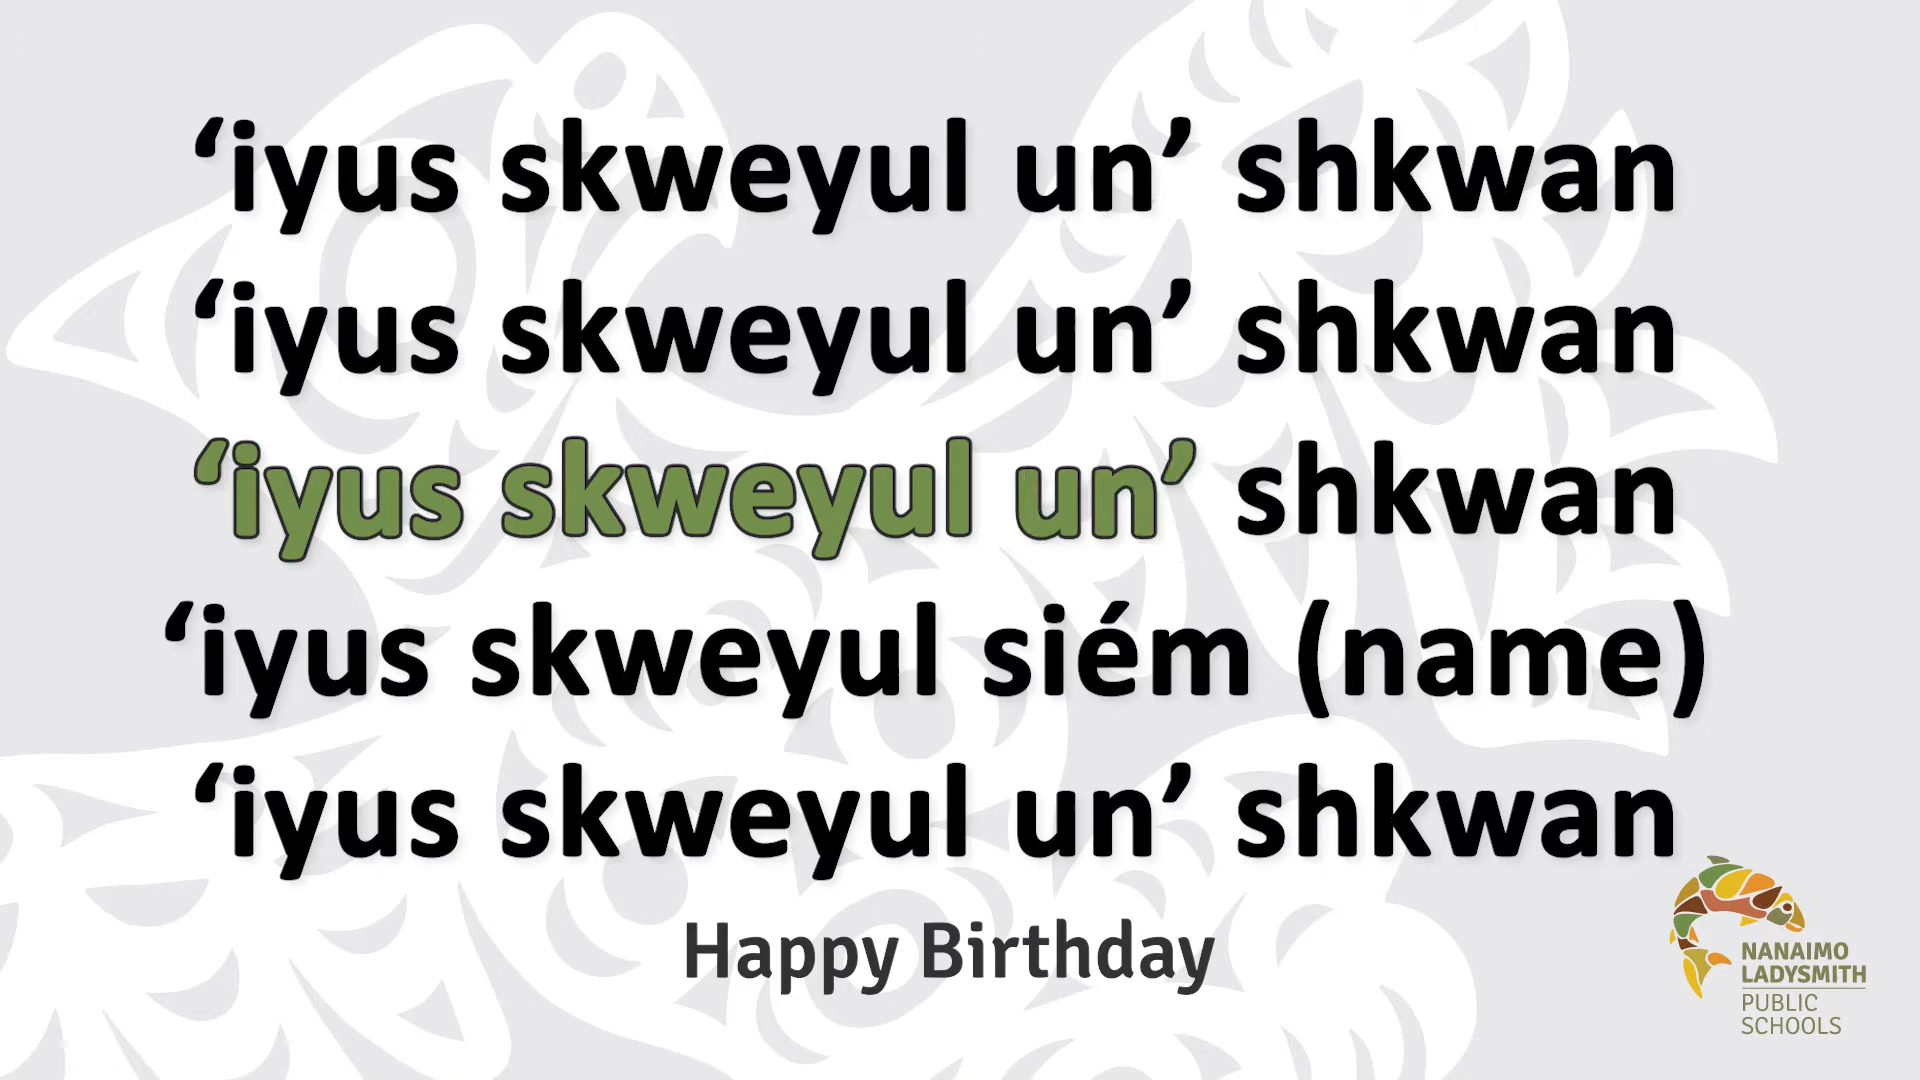 ‘iyus skweyul un’ shkwan
‘iyus skweyul un’ shkwan
‘iyus skweyul un’ shkwan
‘iyus skweyul siém (name)
‘iyus skweyul un’ shkwan
Happy Birthday
NANAIMO
LADYSMITH
PUBLIC
SCHOOLS